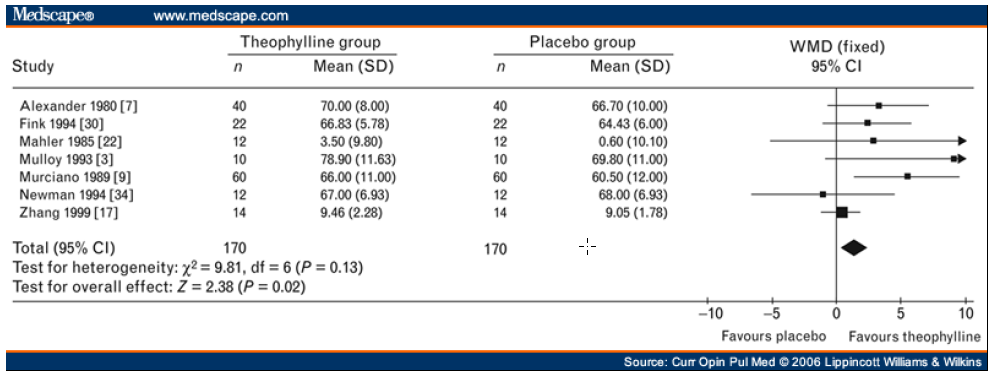 Medscape® www.medscape.com
Theophylline group Placebo group WMD (fixed)
Study n Mean (SD) n Mean (SD) 95% CI
Alexander 1980 [7] 40 70.00 (8.00) 40 66.70 (10.00)
Fink 1994 [30] 22 66.83 (5.78) 22 64.43 (6.00)
Mahler 1985 [22] 12 3.50 (9.80) 12 0.60 (10.10)
Mulloy 1993 [3] 10 78.90 (11.63) 10 69.80 (11.00)
Murciano 1989 [9] 60 66.00 (11.00) 60 60.50 (12.00)
Newman 1994 [34] 12 67.00 (6.93) 12 68.00 (6.93)
Zhang 1999 [17] 14 9.46 (2.28) 14 9.05 (1.78)
Total (95% CI) 170 170
Test for heterogeneity: χ² = 9.81, df = 6 (P = 0.13)
Test for overall effect: Z = 2.38 (P = 0.02)
−10 −5 0 5 10
Favours placebo Favours theophylline
Source: Curr Opin Pul Med © 2006 Lippincott Williams & Wilkins